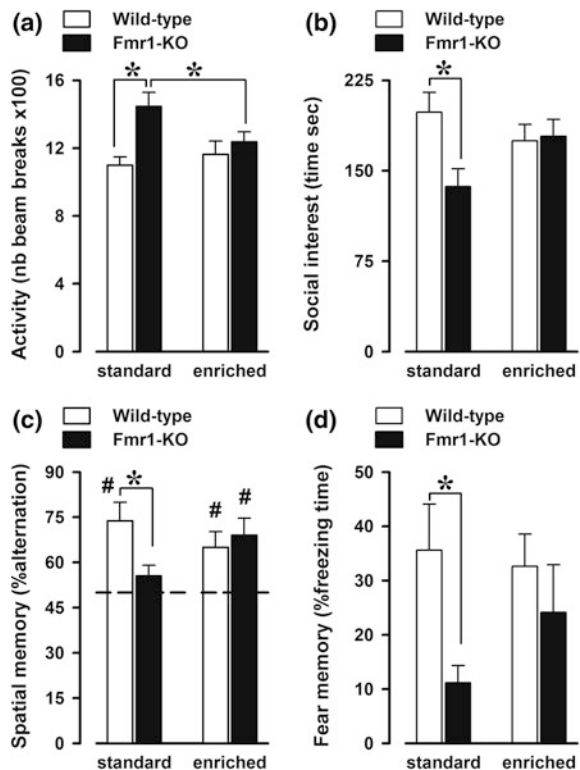 (a)
Wild-type
Fmr1-KO
Activity (nb beam breaks x100)
16
12
8
4
0
*
*
standard
enriched
(b)
Wild-type
Fmr1-KO
Social interest (time sec)
225
150
75
0
*
standard
enriched
(c)
Wild-type
Fmr1-KO
Spatial memory (%alternation)
90
75
60
45
30
15
0
#
*
#
#
standard
enriched
(d)
Wild-type
Fmr1-KO
Fear memory (%freezing time)
50
40
30
20
10
0
*
standard
enriched